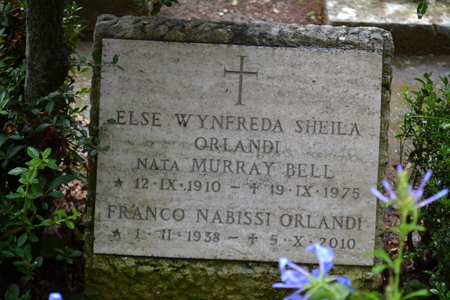 ELSE WYNFREDA SHEILA
ORLANDI
NATA MURRAY BELL
★ 12·IX·1910 – ✝ 19·IX·1975
FRANCO NABISSI ORLANDI
★ 1·II·1938 – ✝ 5·X·2010